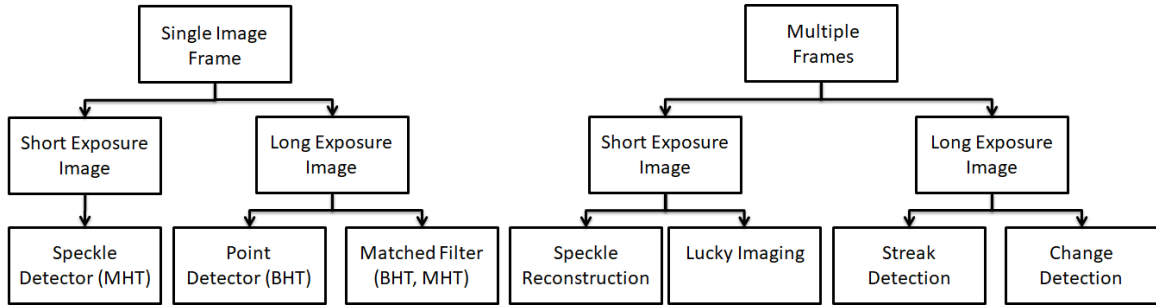 Single Image
Frame
Multiple
Frames
Short Exposure
Image
Long Exposure
Image
Short Exposure
Image
Long Exposure
Image
Speckle
Detector (MHT)
Point
Detector (BHT)
Matched Filter
(BHT, MHT)
Speckle
Reconstruction
Lucky Imaging
Streak
Detection
Change
Detection